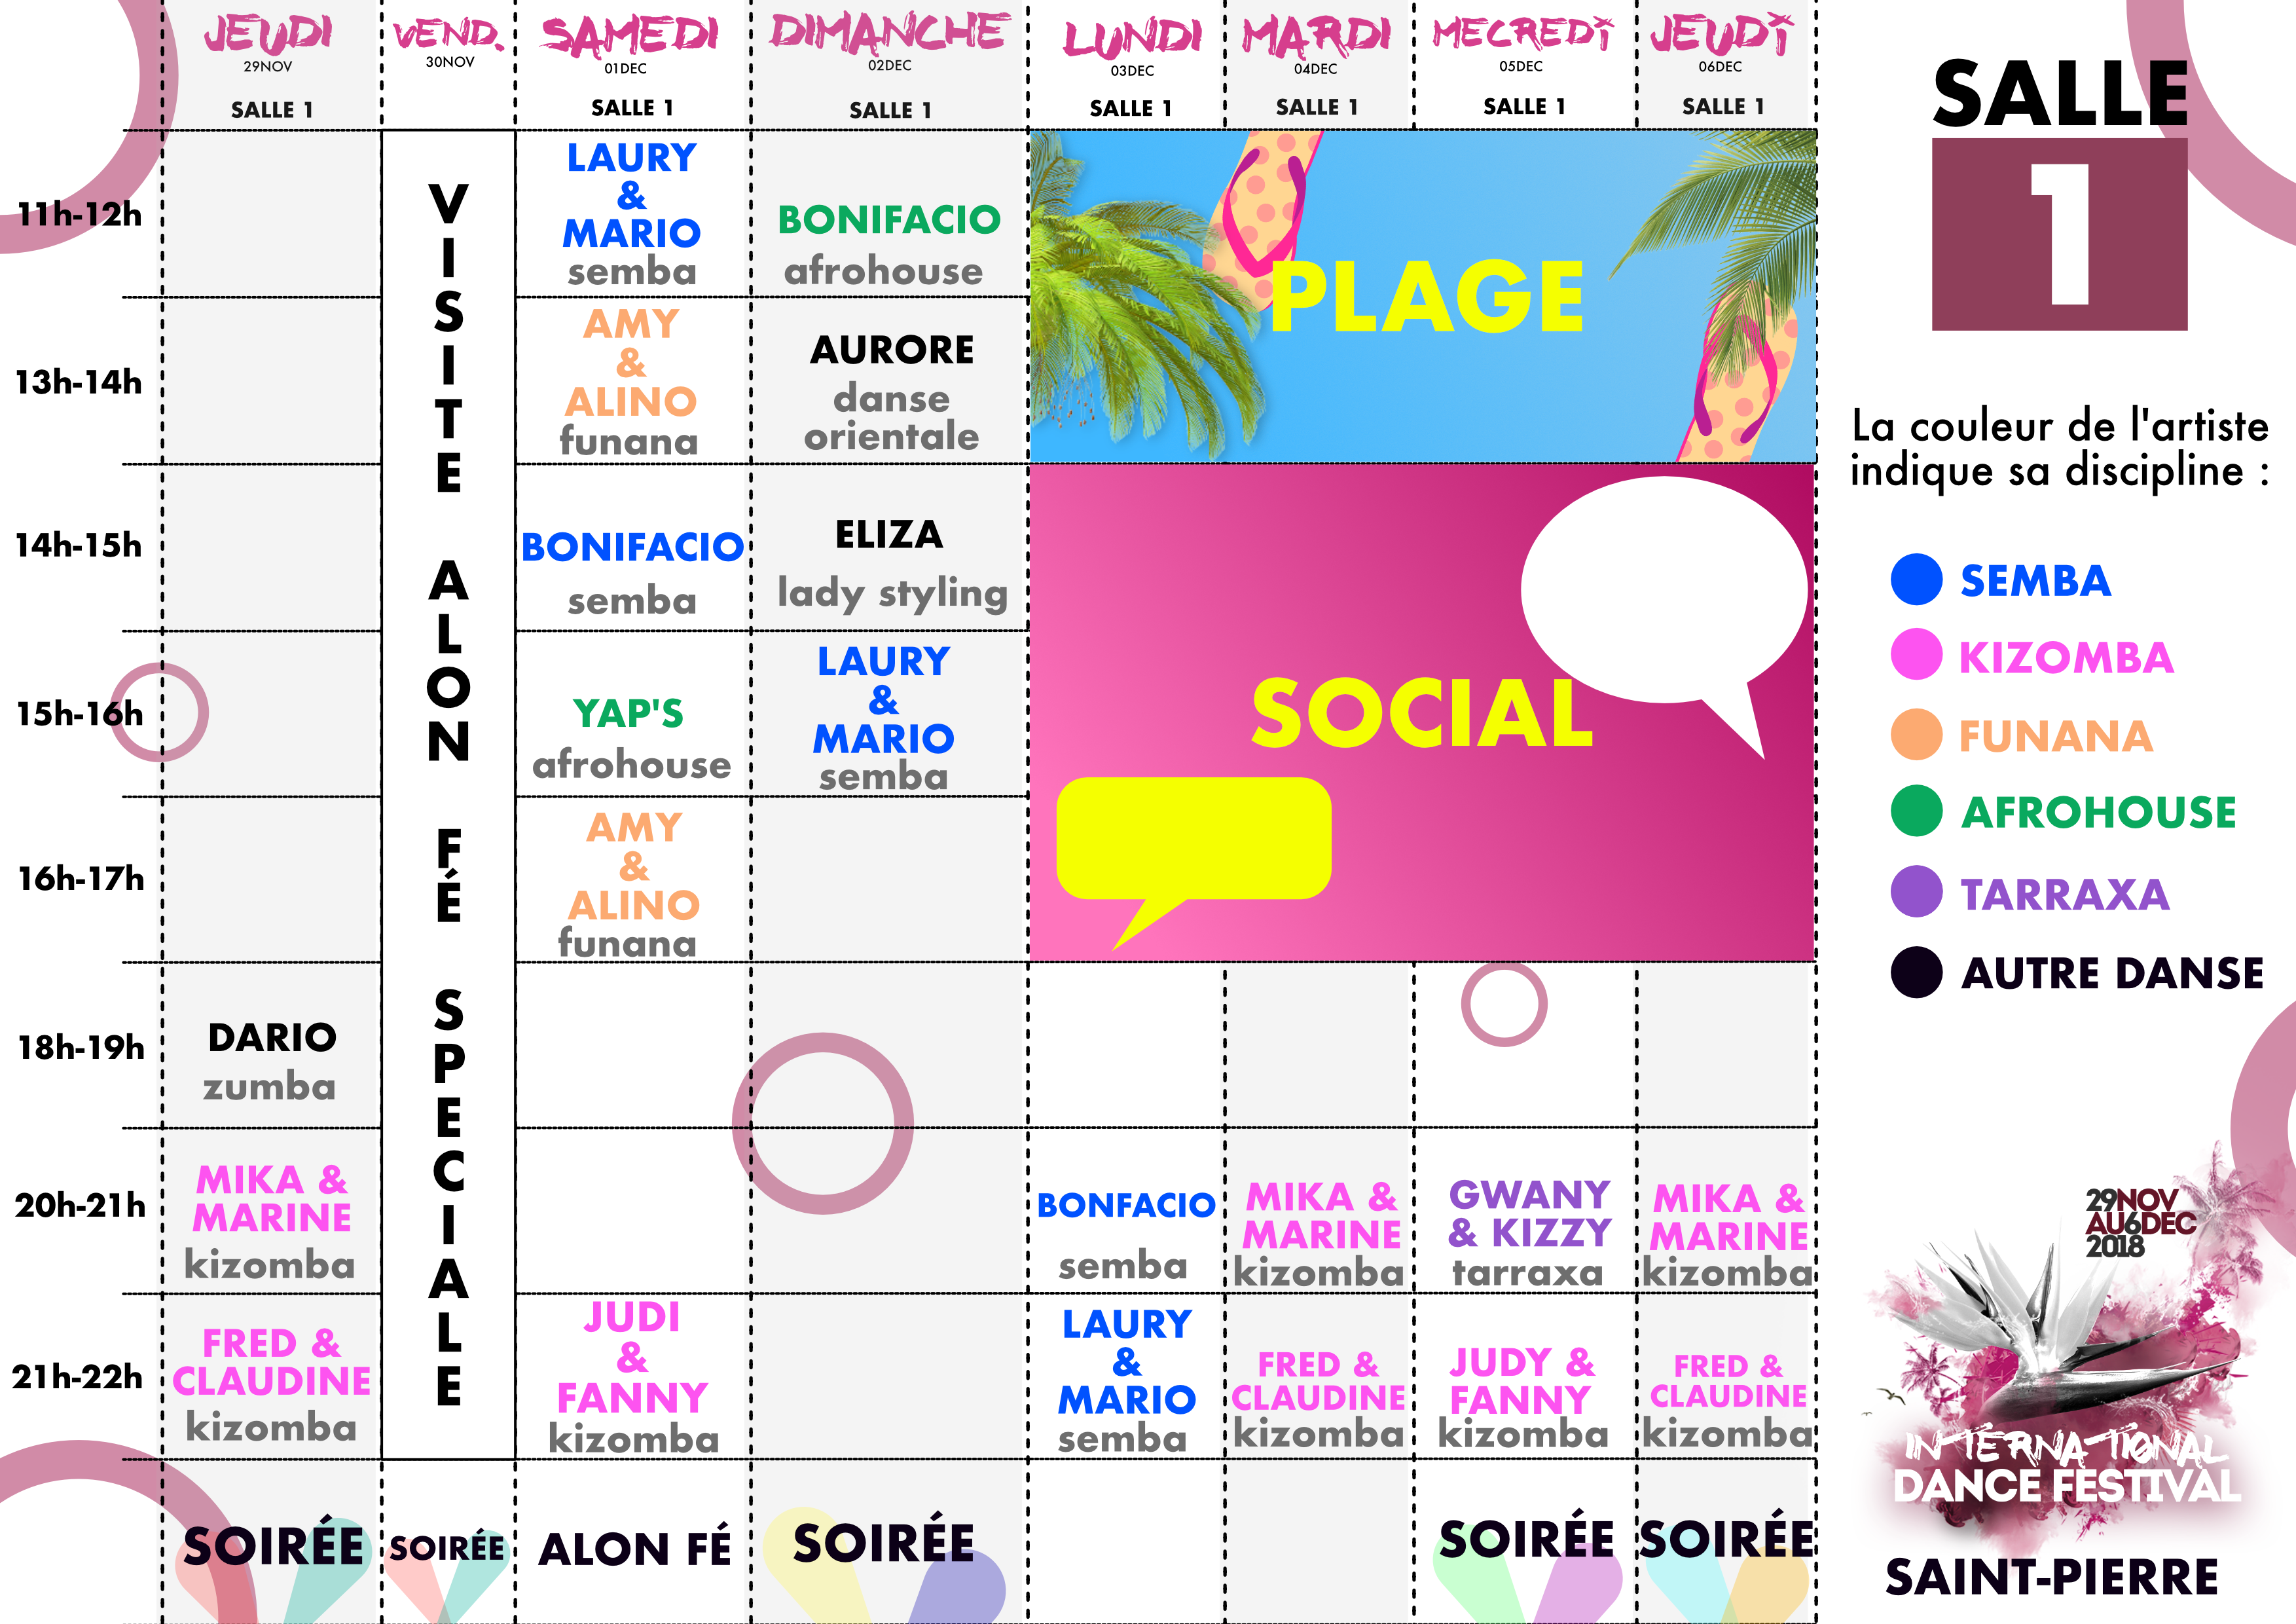 JEUDI
29NOV
SALLE 1
VEND.
30NOV
SAMEDI
01DEC
SALLE 1
DIMANCHE
02DEC
SALLE 1
LUNDI
03DEC
SALLE 1
MARDI
04DEC
SALLE 1
MECREDI
05DEC
SALLE 1
JEUDI
06DEC
SALLE 1
VISITE ALON FÉ SPECIALE
11h-12h
LAURY
&
MARIO
semba
BONIFACIO
afrohouse
PLAGE
13h-14h
AMY
&
ALINO
funana
AURORE
danse
orientale
14h-15h
BONIFACIO
semba
ELIZA
lady styling
SOCIAL
15h-16h
YAP'S
afrohouse
LAURY
&
MARIO
semba
16h-17h
AMY
&
ALINO
funana
18h-19h
DARIO
zumba
20h-21h
MIKA &
MARINE
kizomba
BONFACIO
semba
MIKA &
MARINE
kizomba
GWANY
& KIZZY
tarraxa
MIKA &
MARINE
kizomba
21h-22h
FRED &
CLAUDINE
kizomba
JUDI
&
FANNY
kizomba
LAURY
&
MARIO
semba
FRED &
CLAUDINE
kizomba
JUDY &
FANNY
kizomba
FRED &
CLAUDINE
kizomba
SOIRÉE
SOIRÉE
ALON FÉ
SOIRÉE
SOIRÉE
SOIRÉE
SALLE
1
La couleur de l'artiste
indique sa discipline :
SEMBA
KIZOMBA
FUNANA
AFROHOUSE
TARRAXA
AUTRE DANSE
29NOV
AU6DEC
2018
INTERNATIONAL
DANCE FESTIVAL
SAINT-PIERRE